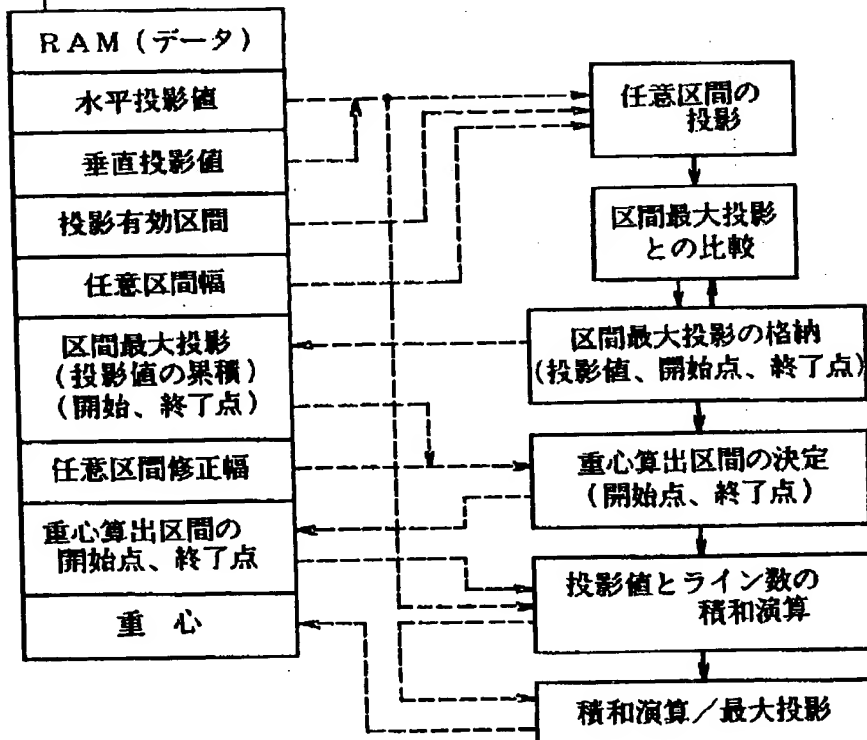 RAM(データ)
水平投影値
垂直投影値
投影有効区間
任意区間幅
区間最大投影
(投影値の累積)
(開始、終了点)
任意区間修正幅
重心算出区間の
開始点、終了点
重心
任意区間の
投影
区間最大投影
との比較
区間最大投影の格納
(投影値、開始点、終了点)
重心算出区間の決定
(開始点、終了点)
投影値とライン数の
積和演算
積和演算/最大投影